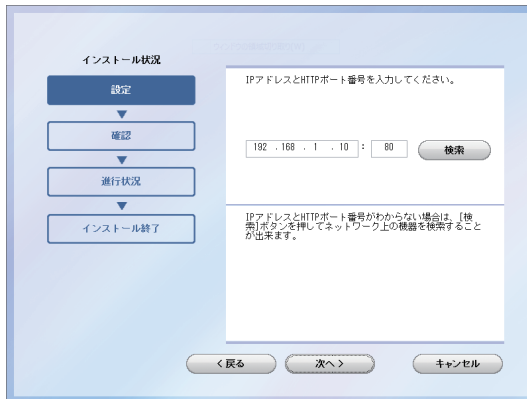 インストール状況
設定
確認
進行状況
インストール終了
IPアドレスとHTTPポート番号を入力してください。
192 . 168 . 1 . 10 : 80
検索
IPアドレスとHTTPポート番号がわからない場合は、[検
索]ボタンを押してネットワーク上の機器を検索すること
が出来ます。
< 戻る
次へ >
キャンセル